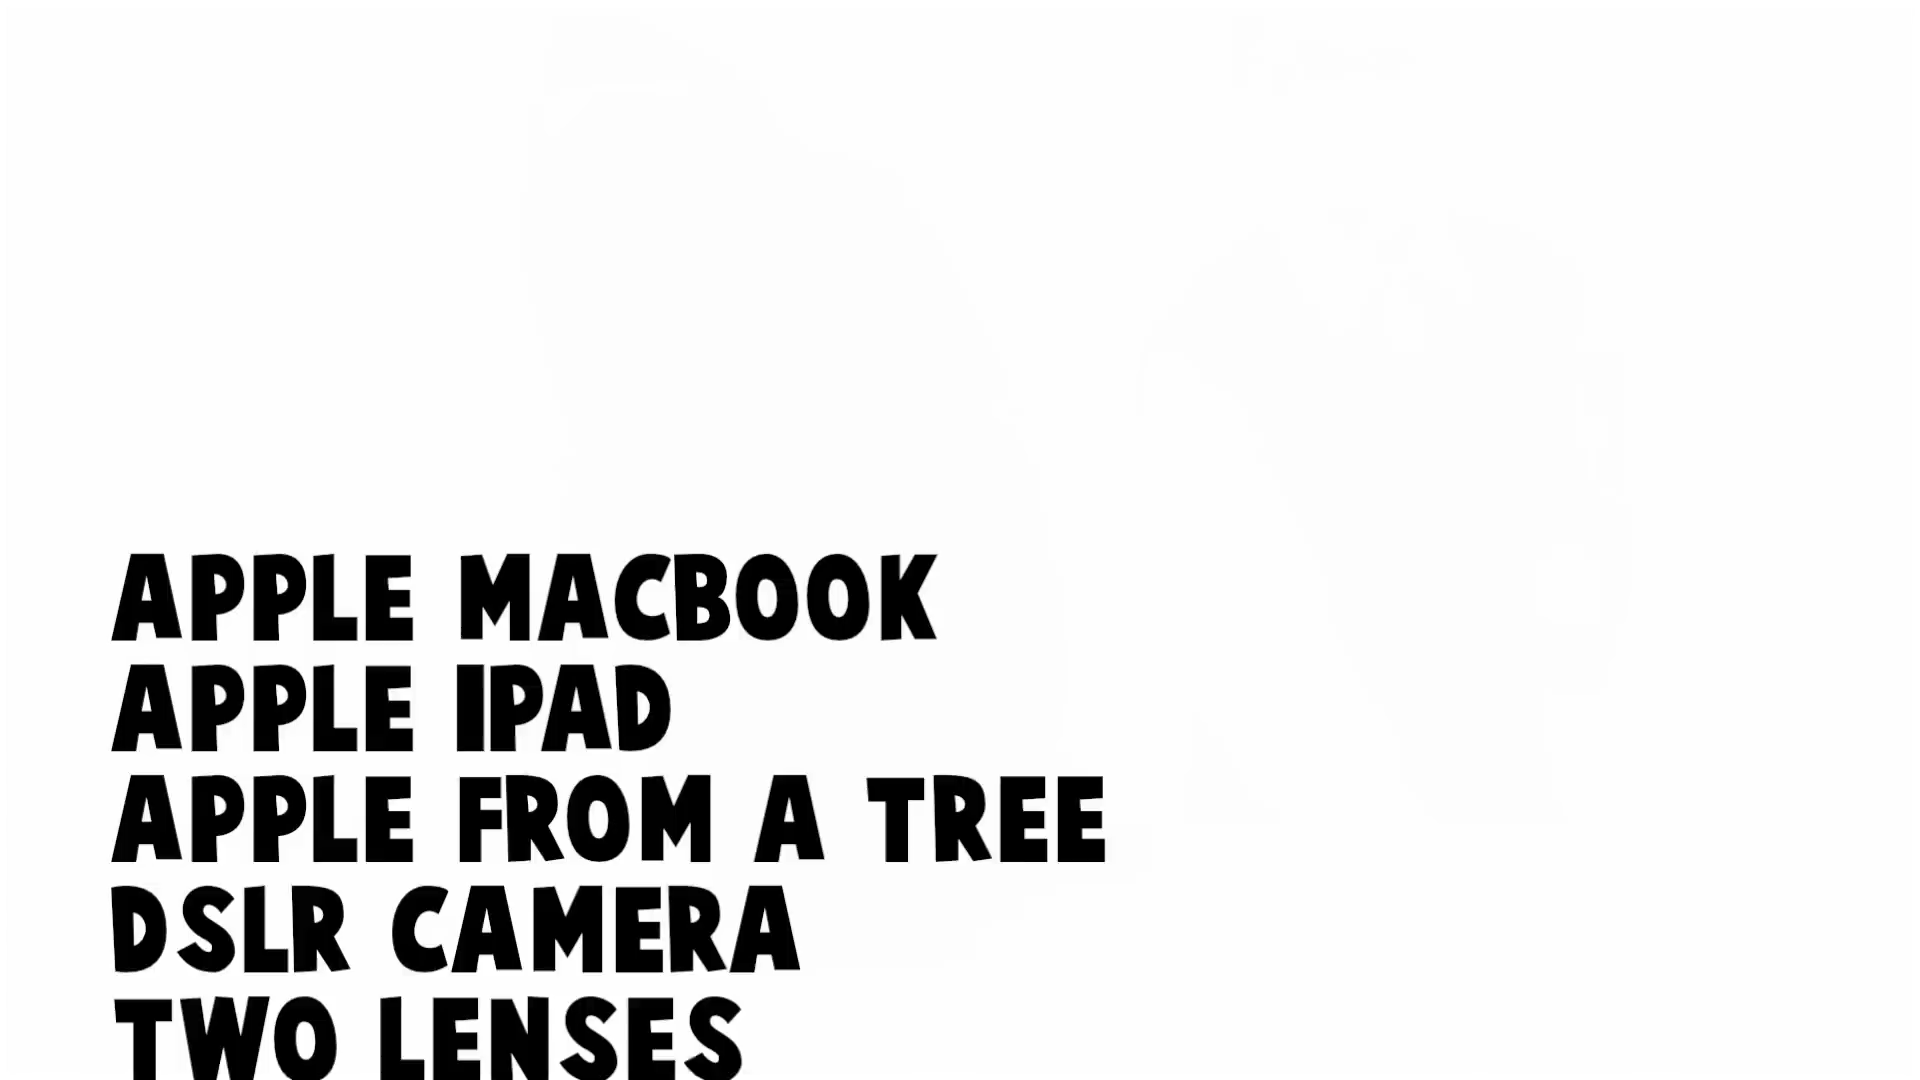 APPLE MACBOOK
APPLE IPAD
APPLE FROM A TREE
DSLR CAMERA
TWO LENSES